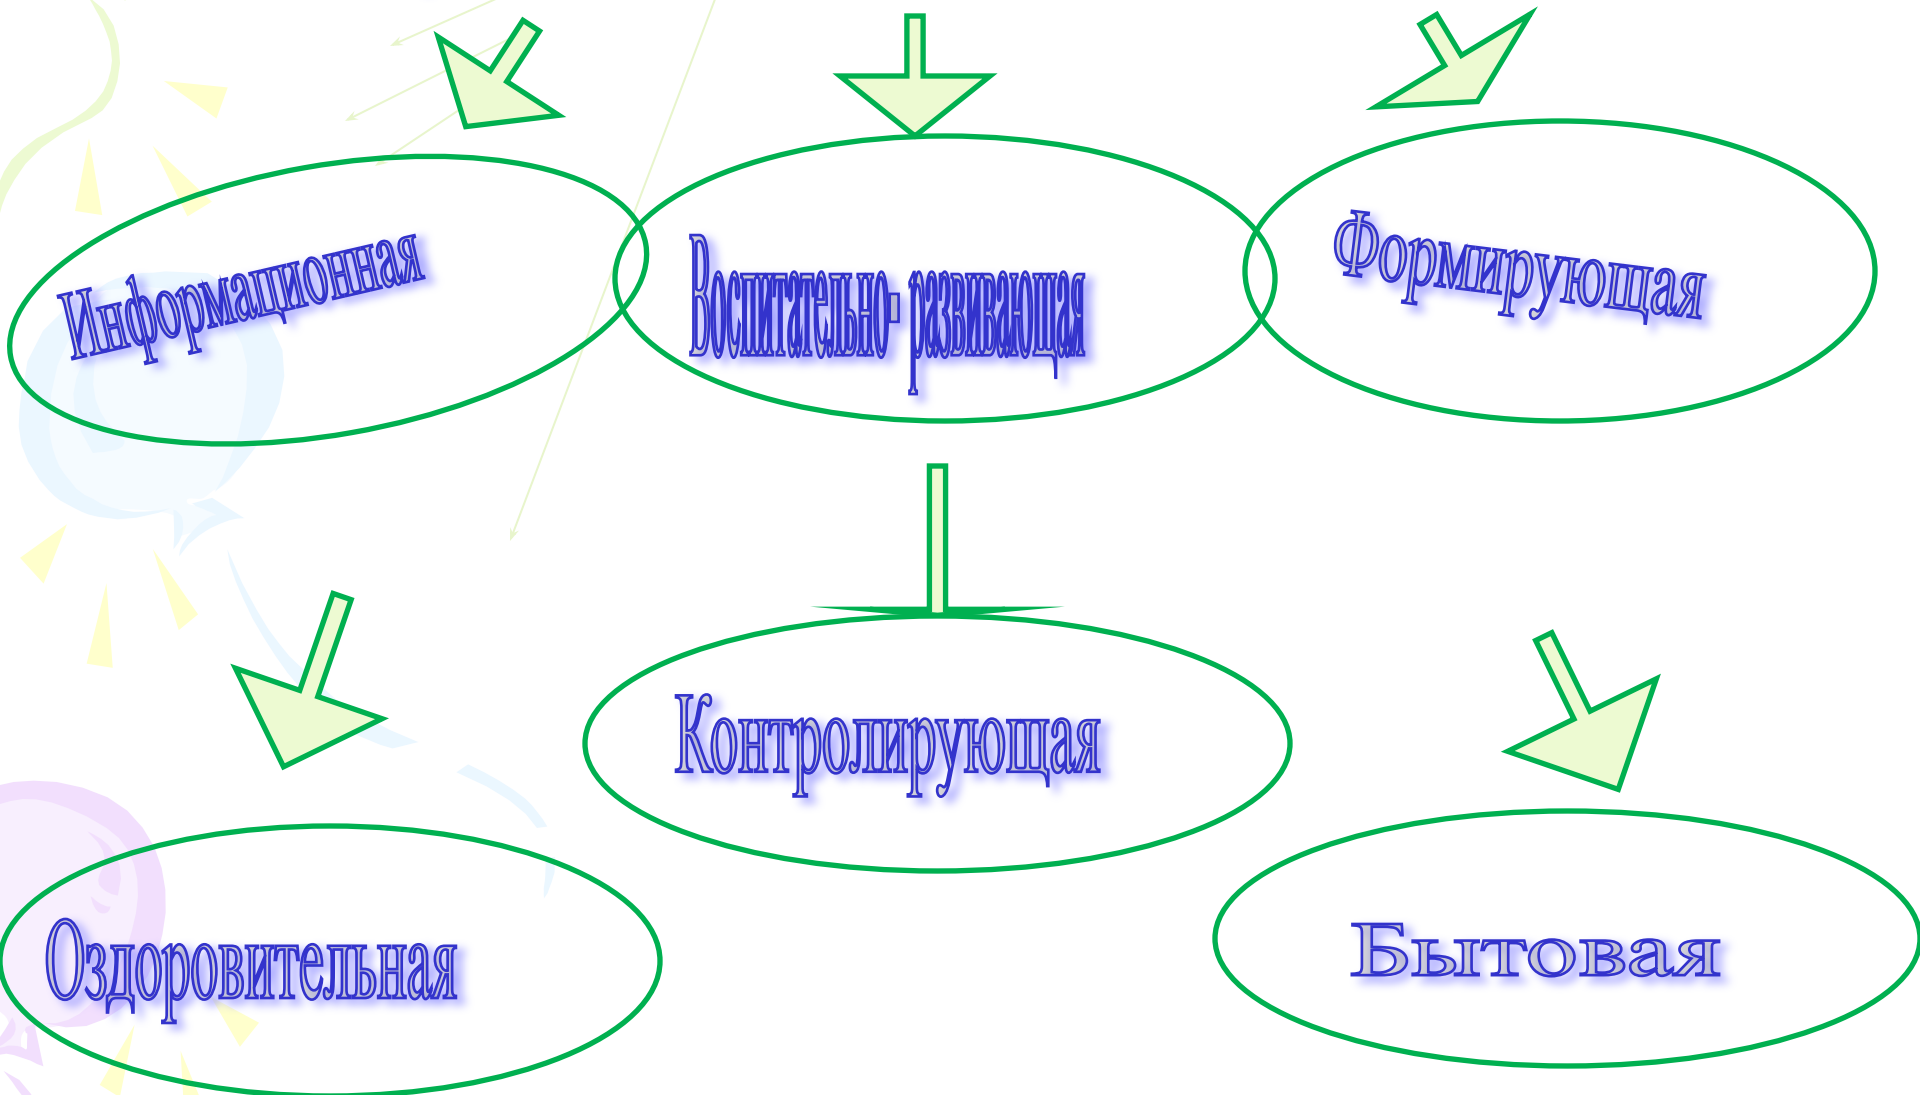 Информационная
Воспитательно- развивающая
Формирующая
Контролирующая
Оздоровительная
Бытовая